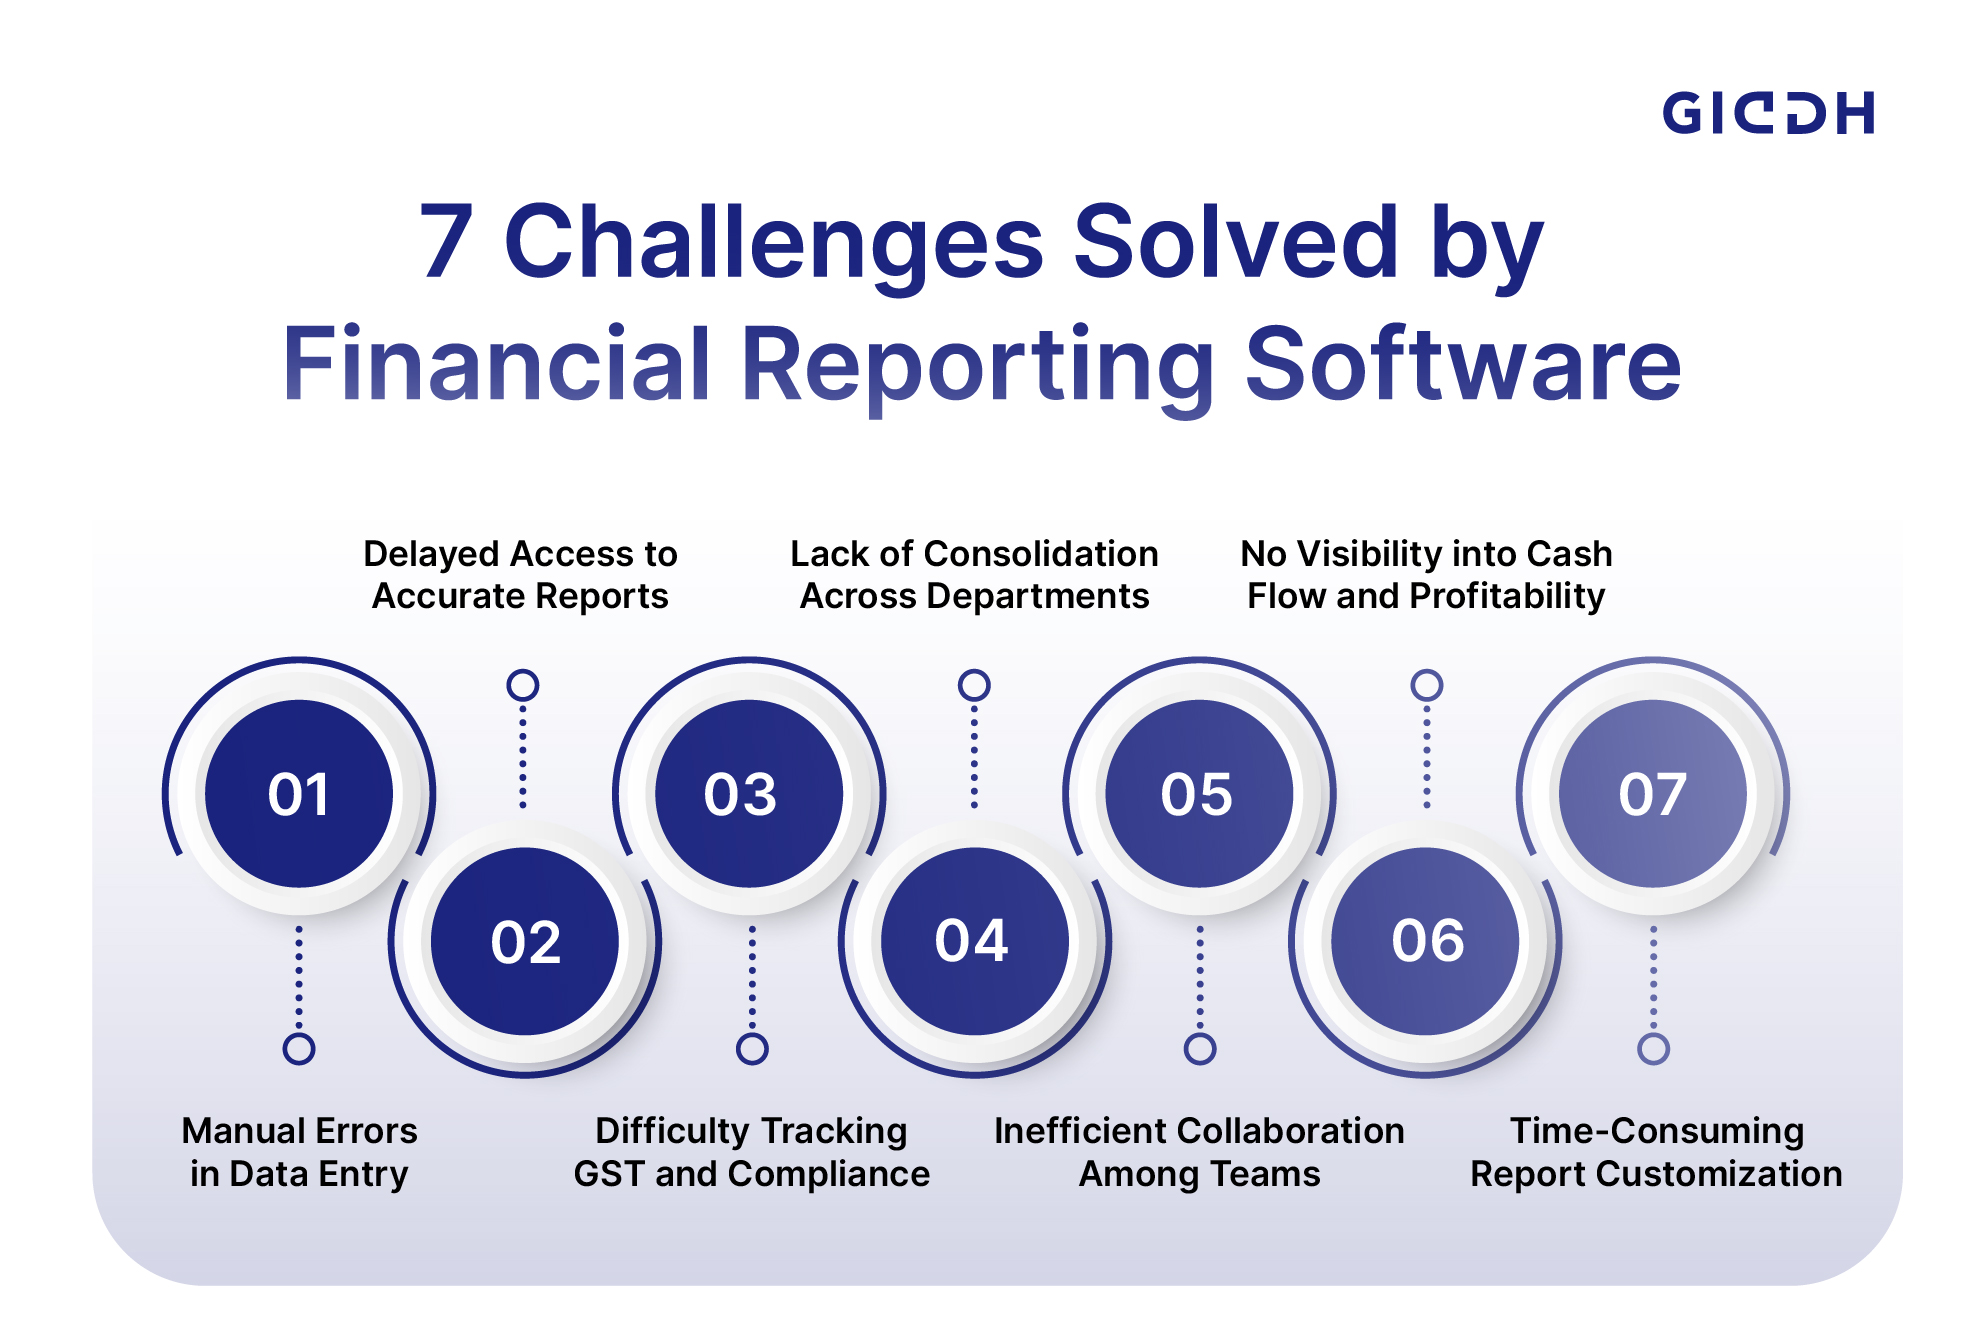 GIDDH
7 Challenges Solved by
Financial Reporting Software
Delayed Access to
Accurate Reports
Lack of Consolidation
Across Departments
No Visibility into Cash
Flow and Profitability
01
02
03
04
05
06
07
Manual Errors
in Data Entry
Difficulty Tracking
GST and Compliance
Inefficient Collaboration
Among Teams
Time-Consuming
Report Customization